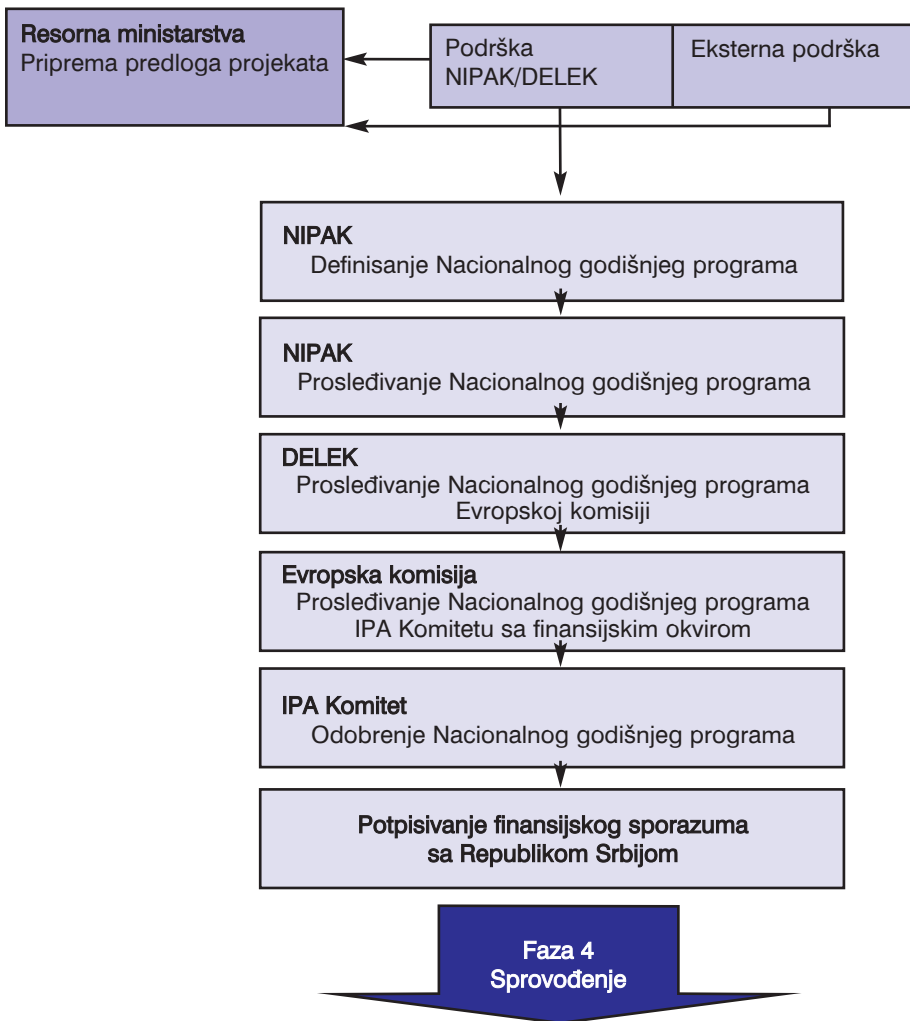 Resorna ministarstva
Priprema predloga projekata
Podrška
NIPAK/DELEK
Eksterna podrška
NIPAK
Definisanje Nacionalnog godišnjeg programa
NIPAK
Prosleđivanje Nacionalnog godišnjeg programa
DELEK
Prosleđivanje Nacionalnog godišnjeg programa
Evropskoj komisiji
Evropska komisija
Prosleđivanje Nacionalnog godišnjeg programa
IPA Komitetu sa finansijskim okvirom
IPA Komitet
Odobrenje Nacionalnog godišnjeg programa
Potpisivanje finansijskog sporazuma
sa Republikom Srbijom
Faza 4
Sprovođenje